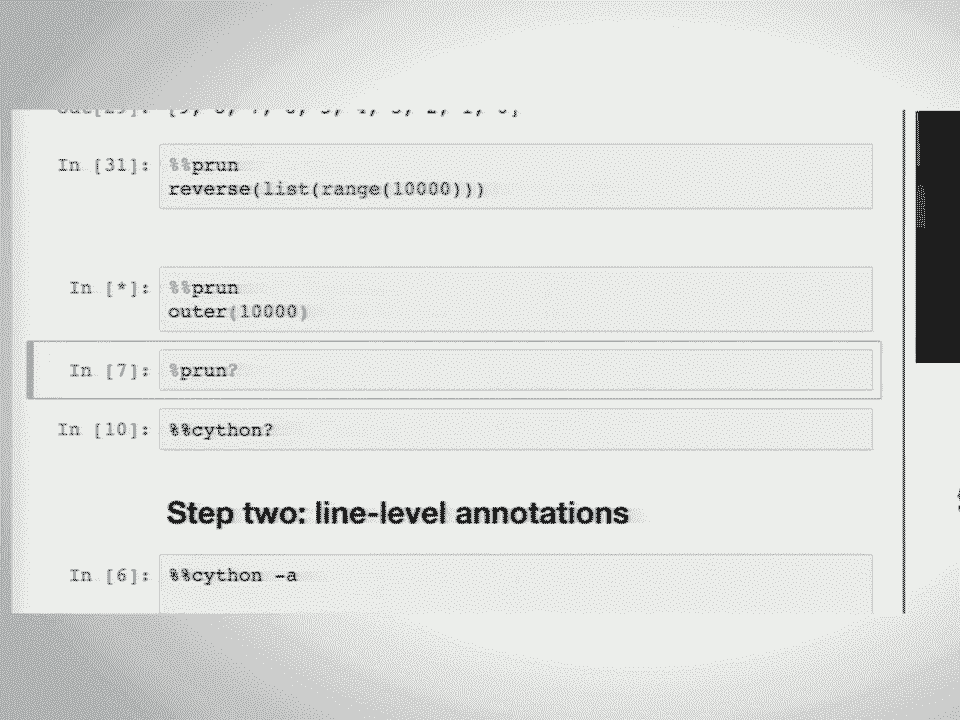 In [31]: %%prun
reverse(list(range(10000)))
In [*]: %%prun
outer(10000)
In [7]: %prun?
In [10]: %%cython?
Step two: line-level annotations
In [6]: %%cython -a